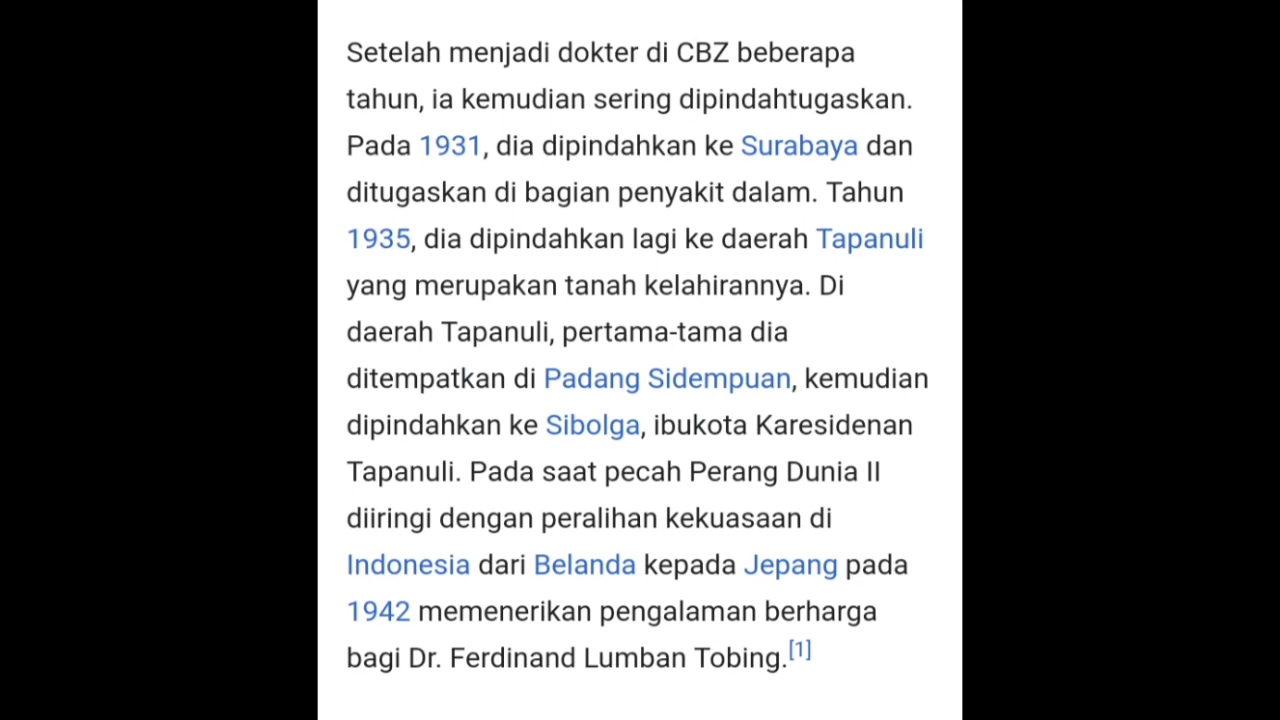 Setelah menjadi dokter di CBZ beberapa
tahun, ia kemudian sering dipindahtugaskan.
Pada 1931, dia dipindahkan ke Surabaya dan
ditugaskan di bagian penyakit dalam. Tahun
1935, dia dipindahkan lagi ke daerah Tapanuli
yang merupakan tanah kelahirannya. Di
daerah Tapanuli, pertama-tama dia
ditempatkan di Padang Sidempuan, kemudian
dipindahkan ke Sibolga, ibukota Karesidenan
Tapanuli. Pada saat pecah Perang Dunia II
diiringi dengan peralihan kekuasaan di
Indonesia dari Belanda kepada Jepang pada
1942 memenerikan pengalaman berharga
bagi Dr. Ferdinand Lumban Tobing.[1]